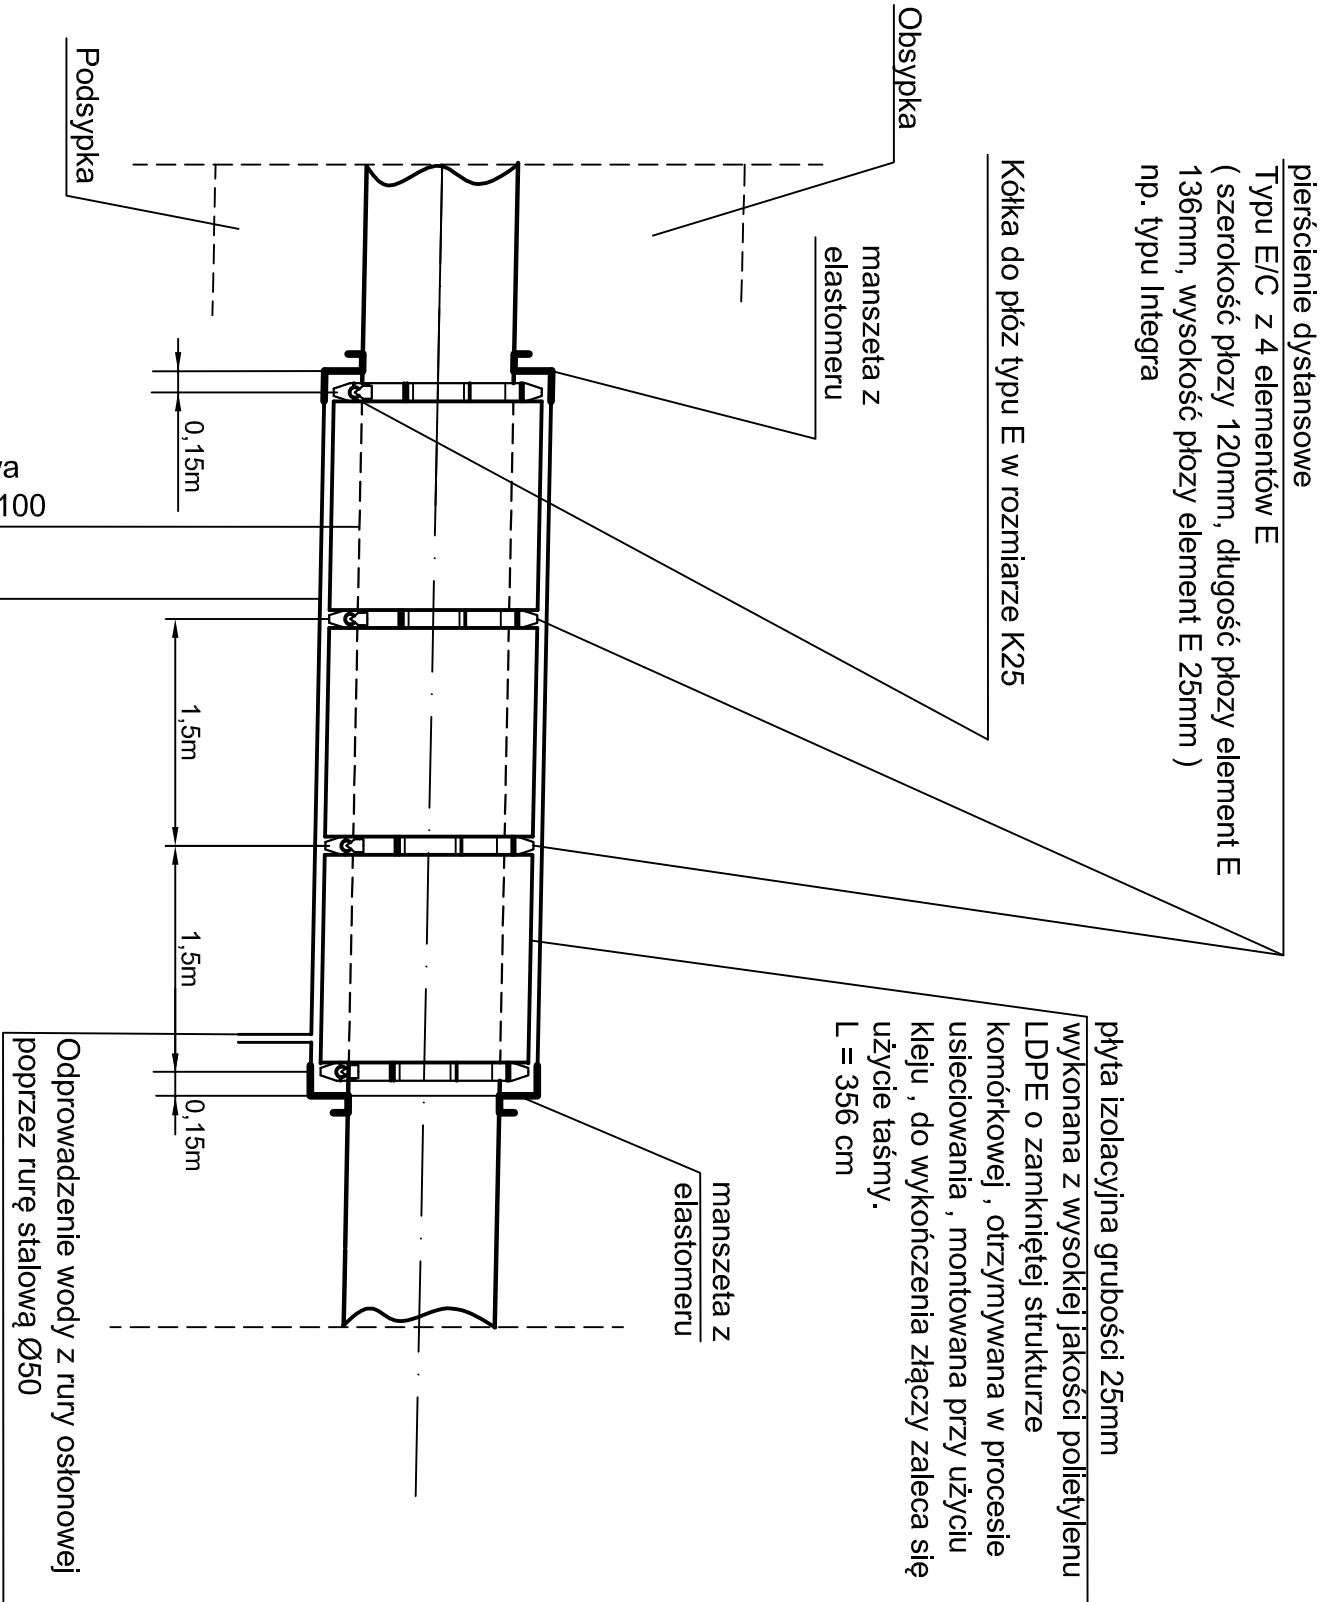 pierścienie dystansowe
Typu E/C z 4 elementów E
( szerokość płozy 120mm, długość płozy element E
136mm, wysokość płozy element E 25mm )
np. typu Integra
Kółka do płóz typu E w rozmiarze K25
Obsypka
manszeta z
elastomeru
Podsypka
0,15m
1,5m
1,5m
0,15m
100
płyta izolacyjna grubości 25mm
wykonana z wysokiej jakości polietylenu
LDPE o zamkniętej strukturze
komórkowej , otrzymywana w procesie
usieciowania , montowana przy użyciu
kleju , do wykończenia złączy zaleca się
użycie taśmy.
L = 356 cm
manszeta z
elastomeru
Odprowadzenie wody z rury osłonowej
poprzez rurę stalową Ø50